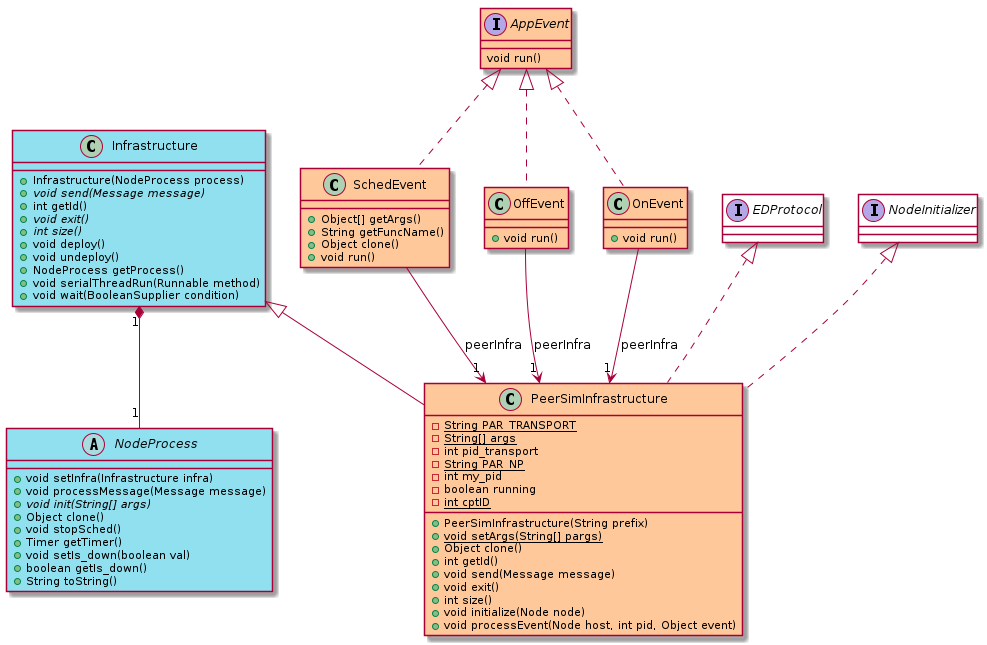 I AppEvent
void run()
C Infrastructure
Infrastructure(NodeProcess process)
void send(Message message)
int getId()
void exit()
int size()
void deploy()
void undeploy()
NodeProcess getProcess()
void serialThreadRun(Runnable method)
void wait(BooleanSupplier condition)
C SchedEvent
Object[] getArgs()
String getFuncName()
Object clone()
void run()
C OffEvent
void run()
C OnEvent
void run()
I EDProtocol
I NodeInitializer
1
1
peerInfra
1
peerInfra
1
peerInfra
1
A NodeProcess
void setInfra(Infrastructure infra)
void processMessage(Message message)
void init(String[] args)
Object clone()
void stopSched()
Timer getTimer()
void setIs_down(boolean val)
boolean getIs_down()
String toString()
C PeerSimInfrastructure
String PAR_TRANSPORT
String[] args
int pid_transport
String PAR_NP
int my_pid
boolean running
int cptID
PeerSimInfrastructure(String prefix)
void setArgs(String[] pargs)
Object clone()
int getId()
void send(Message message)
void exit()
int size()
void initialize(Node node)
void processEvent(Node host, int pid, Object event)